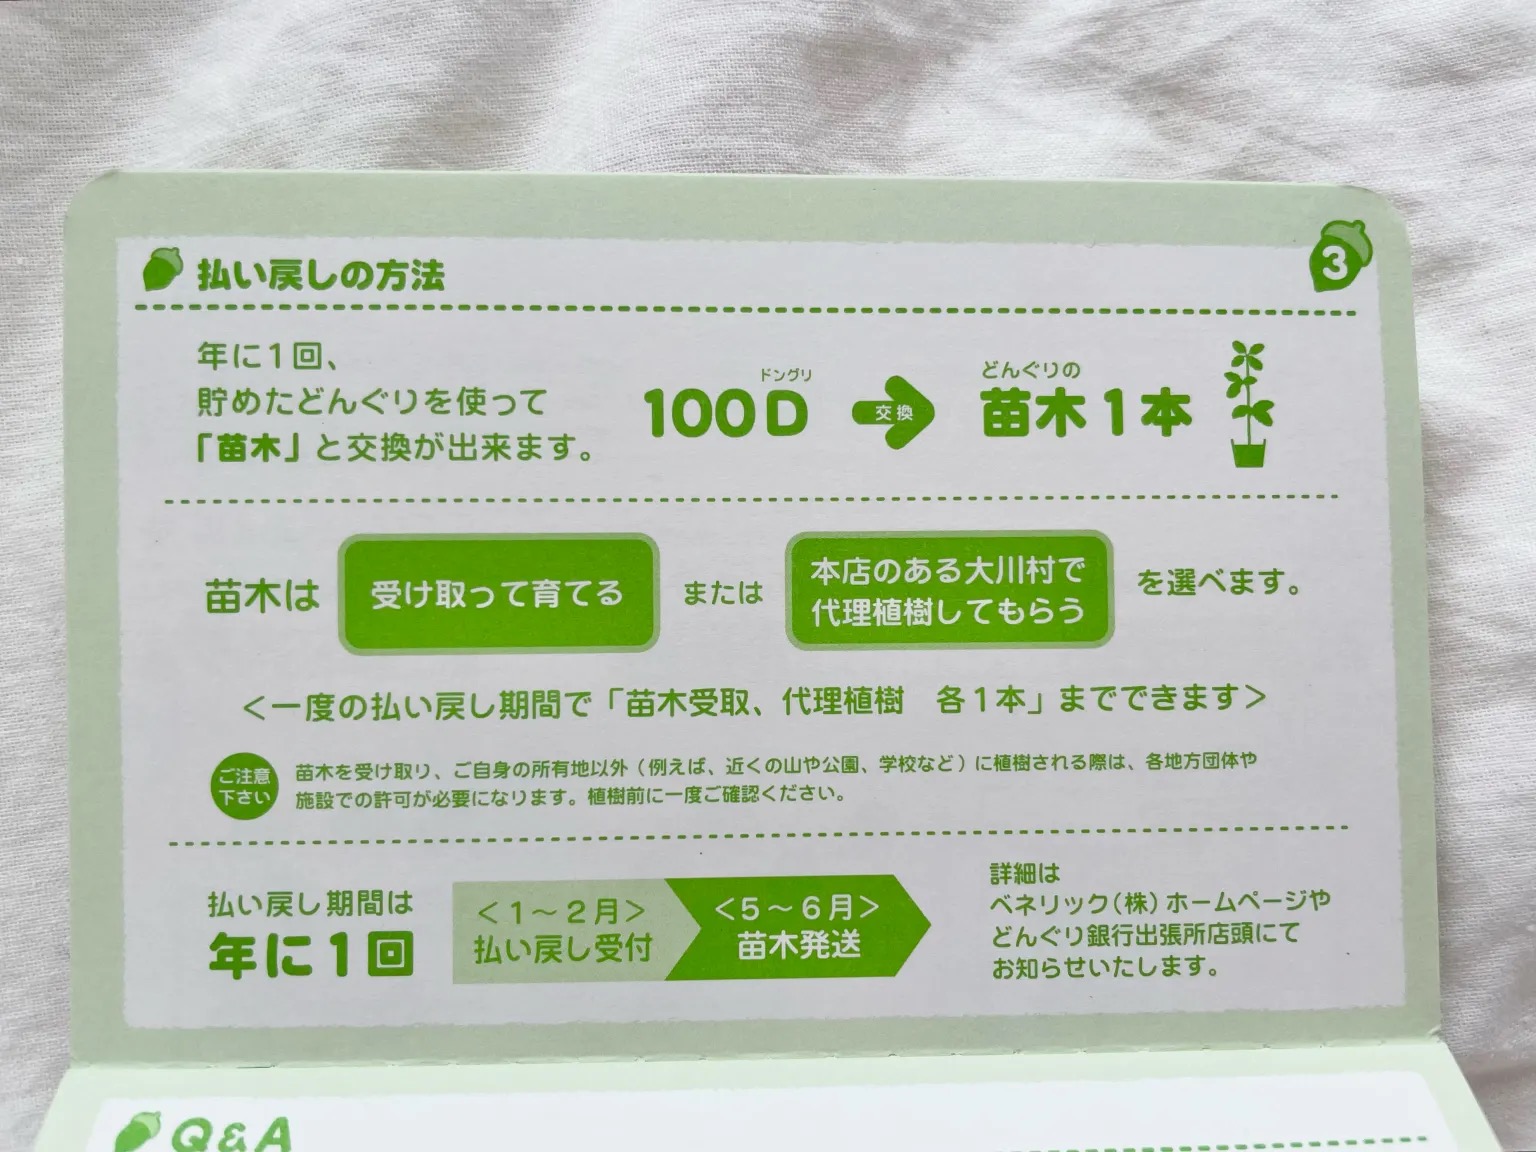 払い戻しの方法
3
年に1回、
貯めたどんぐりを使って
「苗木」と交換が出来ます。
ドングリ
100D
交換
どんぐりの
苗木1本
苗木は
受け取って育てる
または
本店のある大川村で
代理植樹してもらう
を選べます。
<一度の払い戻し期間で「苗木受取、代理植樹 各1本」までできます>
ご注意
下さい
苗木を受け取り、ご自身の所有地以外(例えば、近くの山や公園、学校など)に植樹される際は、各地方団体や
施設での許可が必要になります。植樹前に一度ご確認ください。
払い戻し期間は
年に1回
<1~2月>
払い戻し受付
<5~6月>
苗木発送
詳細は
ベネリック(株)ホームページや
どんぐり銀行出張所店頭にて
お知らせいたします。
Q&A